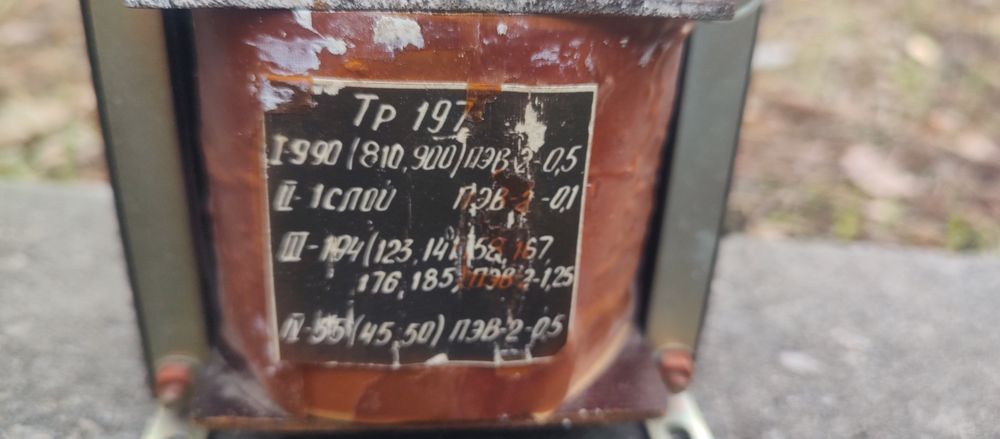 Тр 197
I-990 (810, 900) ПЭВ-2-0,5
II-1слой ПЭВ-2-0,1
III-194 (123, 158, 167,
176, 185) ПЭВ-2-1,25
IV-55 (45, 50) ПЭВ-2-0,5